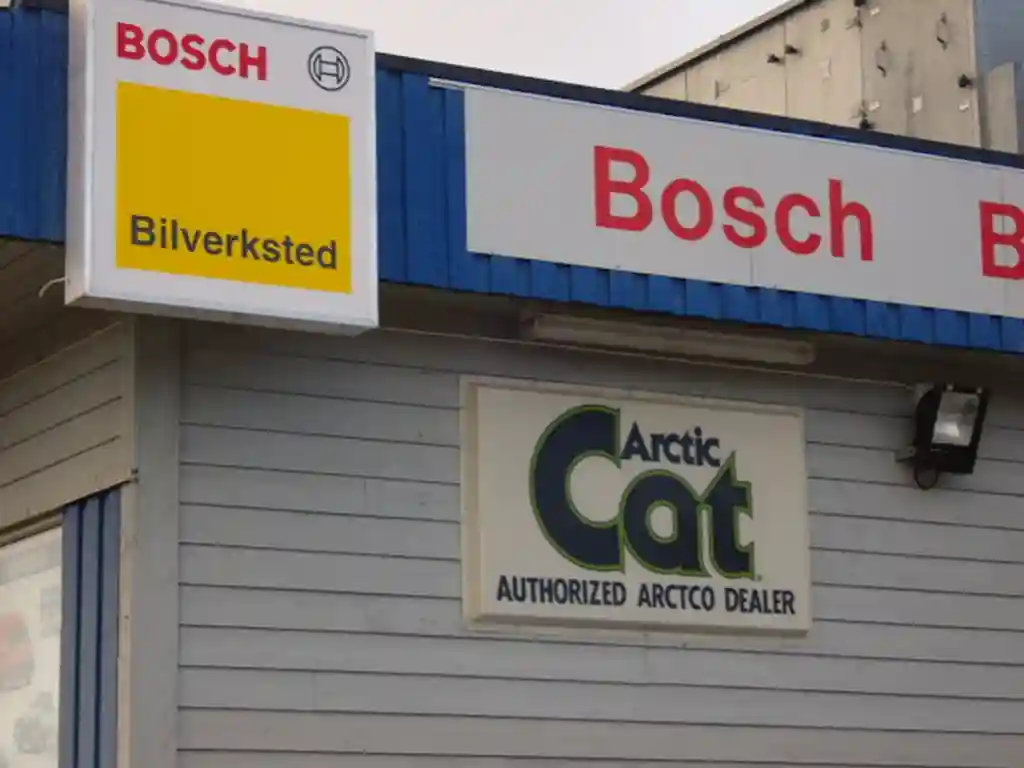 BOSCH
Bilverksted
Bosch
B
Arctic
Cat
AUTHORIZED ARCTCO DEALER